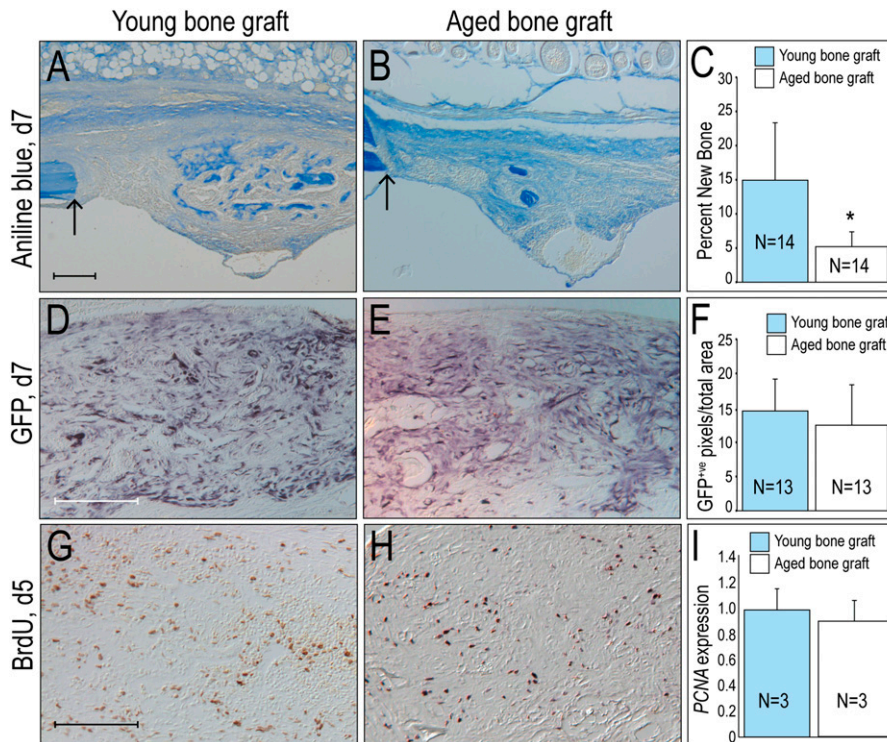 Young bone graft
Aged bone graft
Aniline blue, d7
A
B
C
Young bone graft
Aged bone graft
Percent New Bone
30
25
20
15
10
5
0
N=14
*
N=14
GFP, d7
D
E
F
Young bone graft
Aged bone graft
GFP+ve pixels/total area
25
20
15
10
5
0
N=13
N=13
BrdU, d5
G
H
I
Young bone graft
Aged bone graft
PCNA expression
1.4
1.2
1.0
0.8
0.6
0.4
0.2
0
N=3
N=3